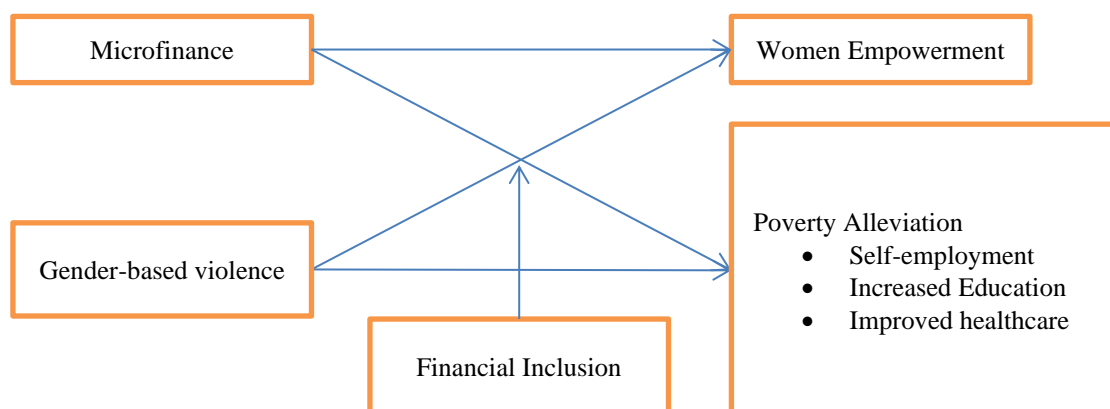 Microfinance
Women Empowerment
Gender-based violence
Poverty Alleviation
• Self-employment
• Increased Education
• Improved healthcare
Financial Inclusion